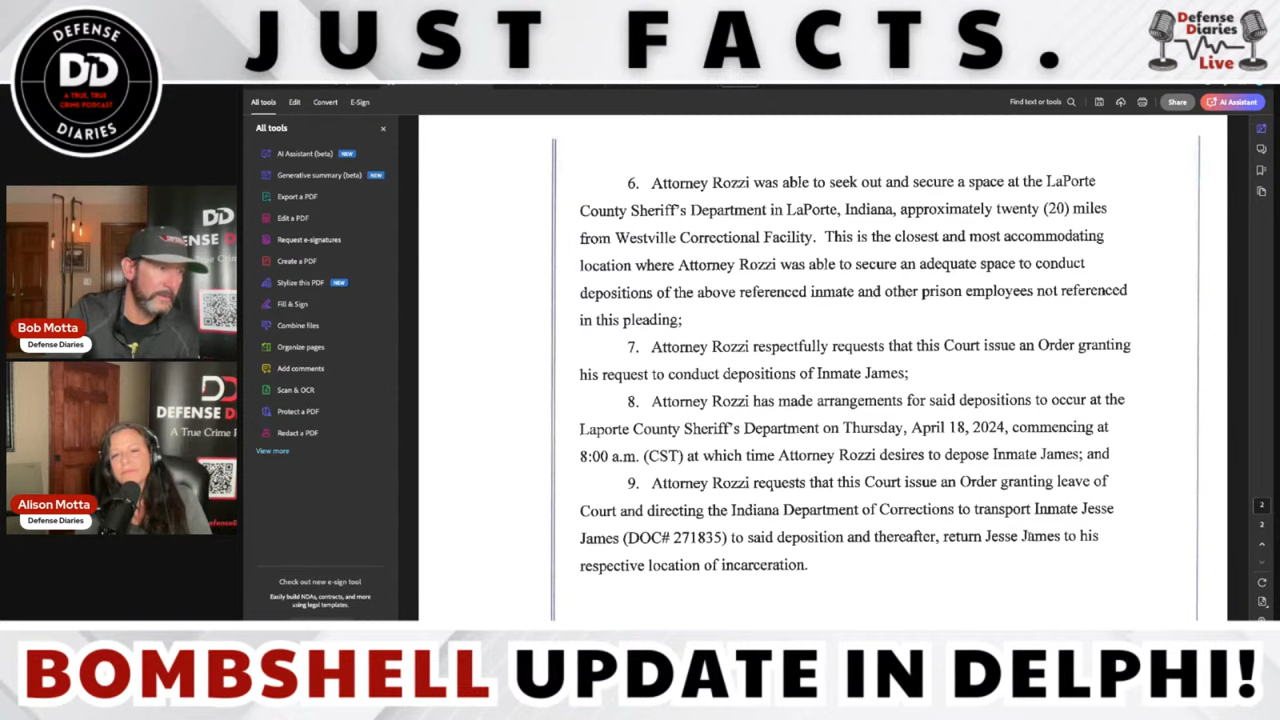 JUST FACTS.
DEFENSE
DD
A TRUE, TRUE
CRIME PODCAST
DIARIES
Defense
Diaries
Live
All tools
Edit
Convert
E-Sign
Find text or tools
Share
AI Assistant
All tools
AI Assistant (beta) NEW
Generative summary (beta) NEW
Export a PDF
Edit a PDF
Request e-signatures
Create a PDF
Stylize this PDF NEW
Fill & Sign
Combine files
Organize pages
Add comments
Scan & OCR
Protect a PDF
Redact a PDF
View more
Check out new e-sign tool
Easily build NDAs, contracts, and more
using legal templates.
6. Attorney Rozzi was able to seek out and secure a space at the LaPorte
County Sheriff's Department in LaPorte, Indiana, approximately twenty (20) miles
from Westville Correctional Facility. This is the closest and most accommodating
location where Attorney Rozzi was able to secure an adequate space to conduct
depositions of the above referenced inmate and other prison employees not referenced
in this pleading;
7. Attorney Rozzi respectfully requests that this Court issue an Order granting
his request to conduct depositions of Inmate James;
8. Attorney Rozzi has made arrangements for said depositions to occur at the
Laporte County Sheriff's Department on Thursday, April 18, 2024, commencing at
8:00 a.m. (CST) at which time Attorney Rozzi desires to depose Inmate James; and
9. Attorney Rozzi requests that this Court issue an Order granting leave of
Court and directing the Indiana Department of Corrections to transport Inmate Jesse
James (DOC# 271835) to said deposition and thereafter, return Jesse James to his
respective location of incarceration.
2
2
DD
Bob Motta
Defense Diaries
DEFENSE D
A True Crime P
Alison Motta
Defense Diaries
BOMBSHELL UPDATE IN DELPHI!